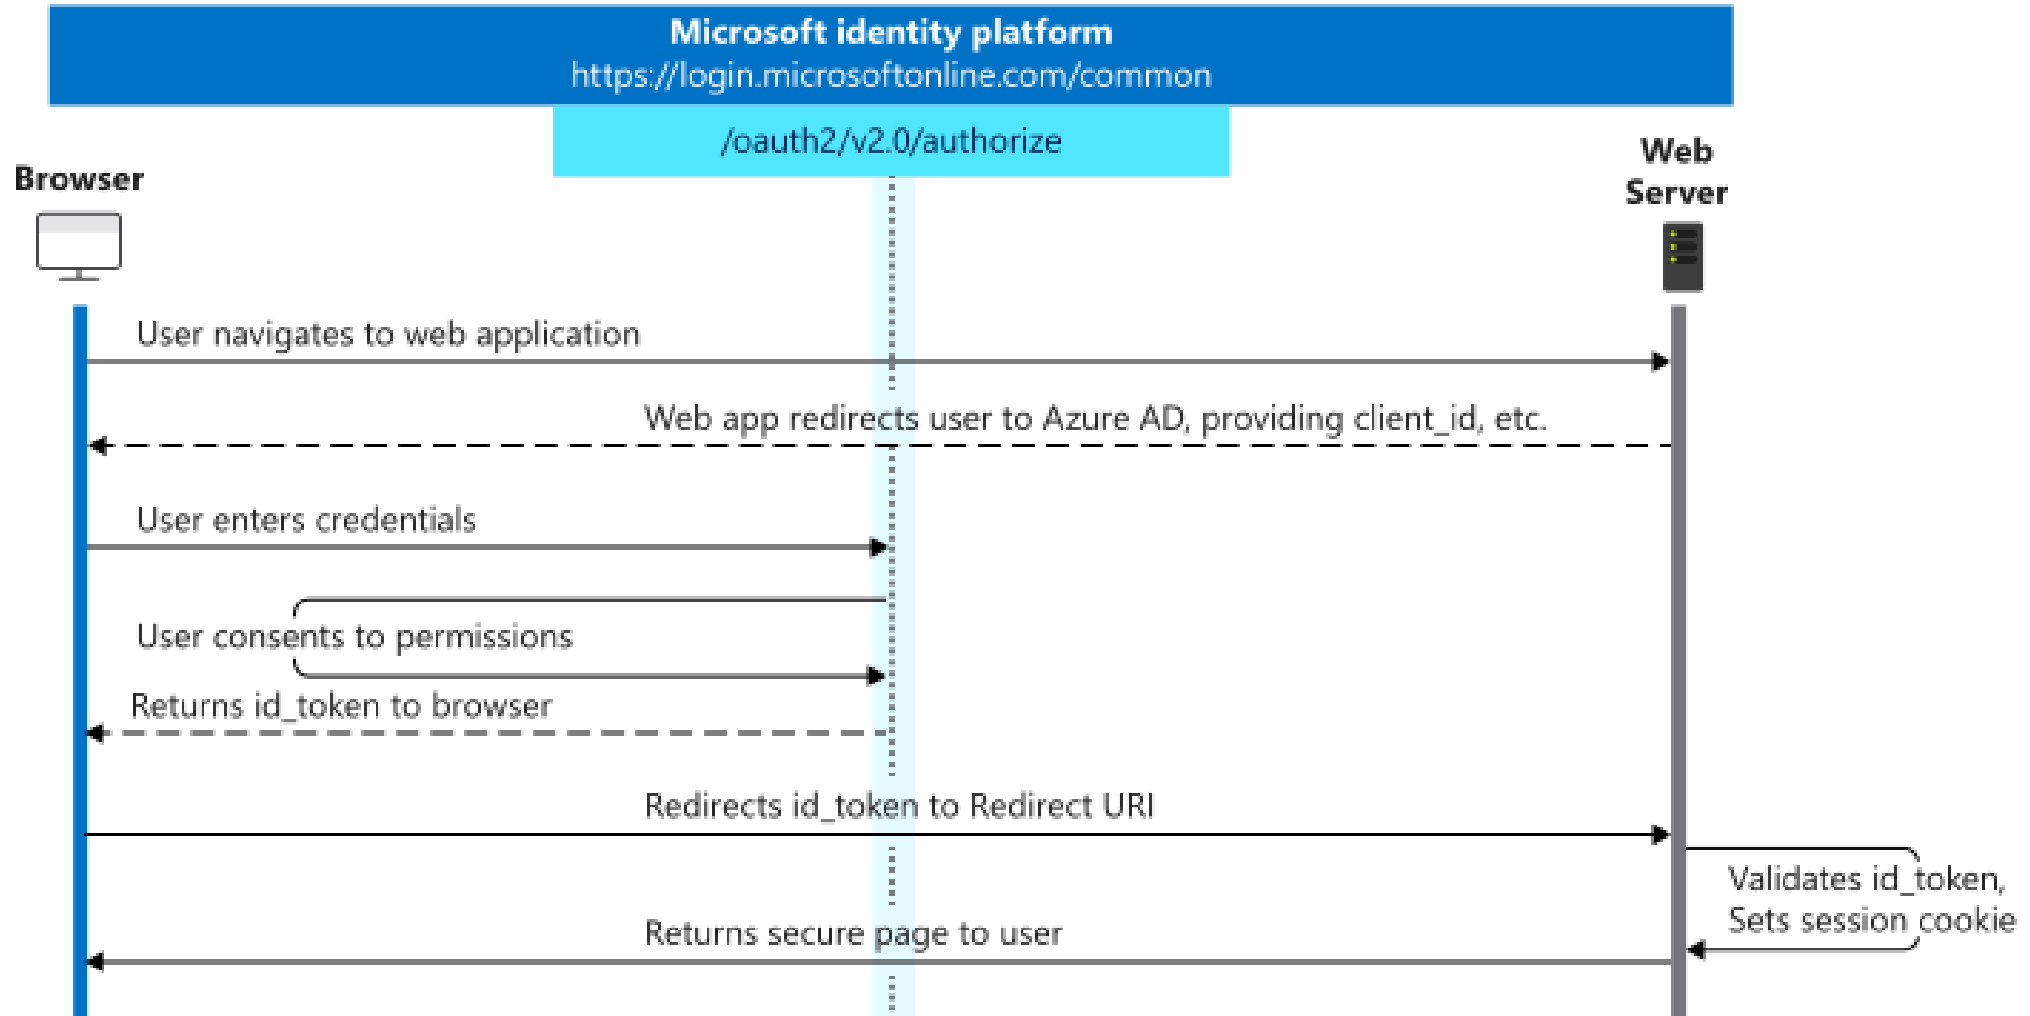 Microsoft identity platform
https://login.microsoftonline.com/common
/oauth2/v2.0/authorize
Browser
Web
Server
User navigates to web application
Web app redirects user to Azure AD, providing client_id, etc.
User enters credentials
User consents to permissions
Returns id_token to browser
Redirects id_token to Redirect URI
Validates id_token,
Sets session cookie
Returns secure page to user